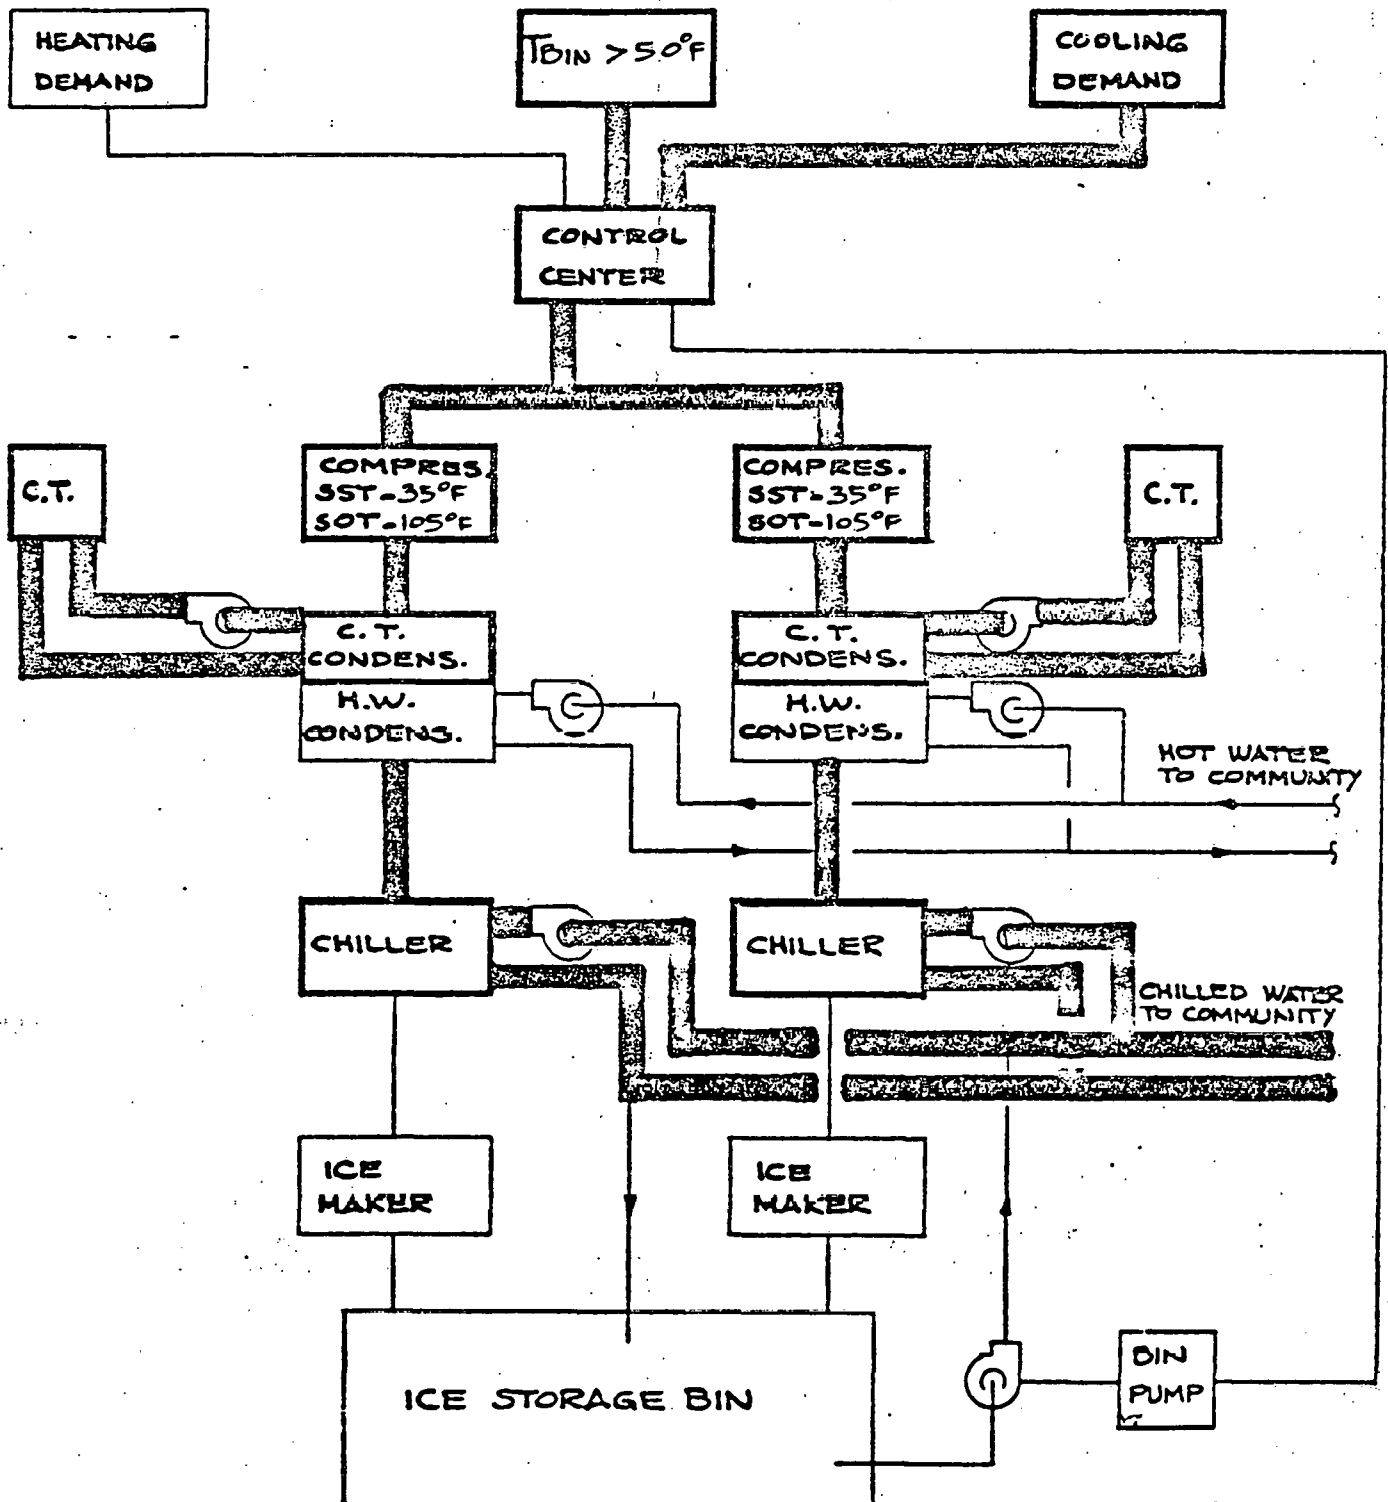 HEATING
DEMAND
TBIN > 50°F
COOLING
DEMAND
CONTROL
CENTER
C.T.
COMPRES.
SST-35°F
SOT-105°F
COMPRES.
SST-35°F
SOT-105°F
C.T.
C.T.
CONDENS.
H.W.
CONDENS.
C.T.
CONDENS.
H.W.
CONDENS.
HOT WATER
TO COMMUNITY
CHILLER
CHILLER
CHILLED WATER
TO COMMUNITY
ICE
MAKER
ICE
MAKER
ICE STORAGE BIN
BIN
PUMP